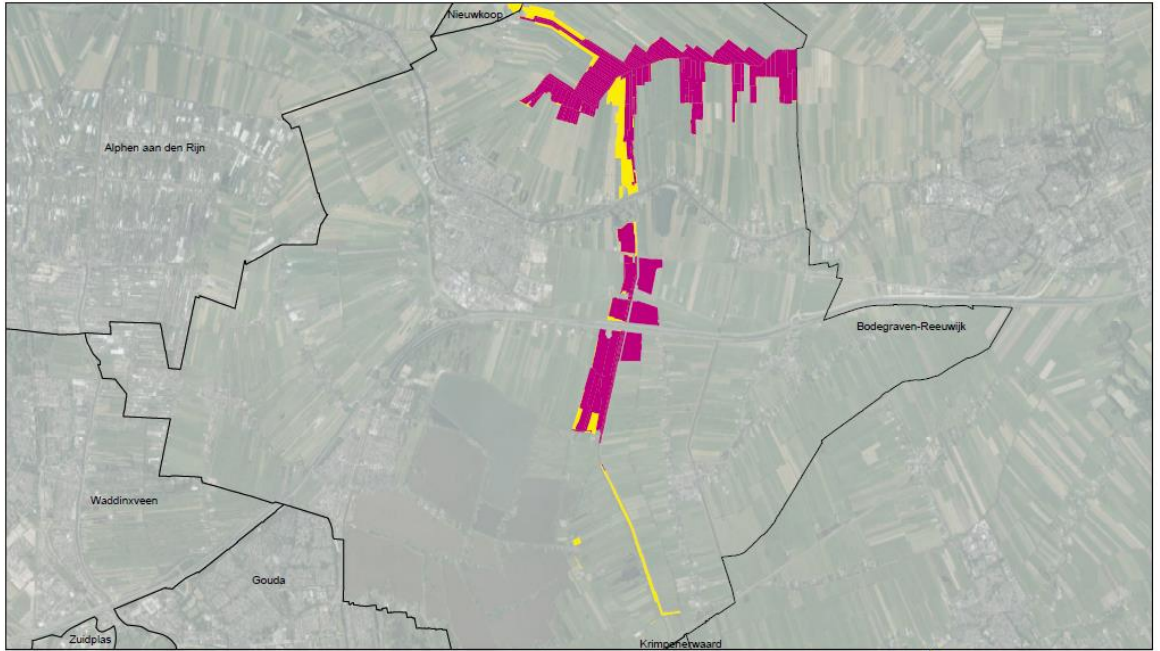 Nieuwkoop
Alphen aan den Rijn
Bodegraven-Reeuwijk
Waddinxveen
Gouda
Zuidplas
Krimpenerwaard